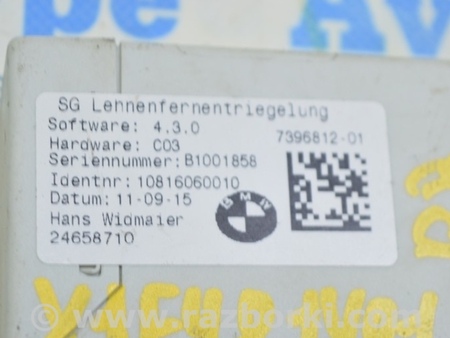 SG Lehnenfernentriegelung
Software: 4.3.0
7396812-01
Hardware: C03
Seriennummer: B1001858
Identnr: 10816060010
Datum: 11-09-15
BMW
Hans Widmaier
24658710
www.razborki.com